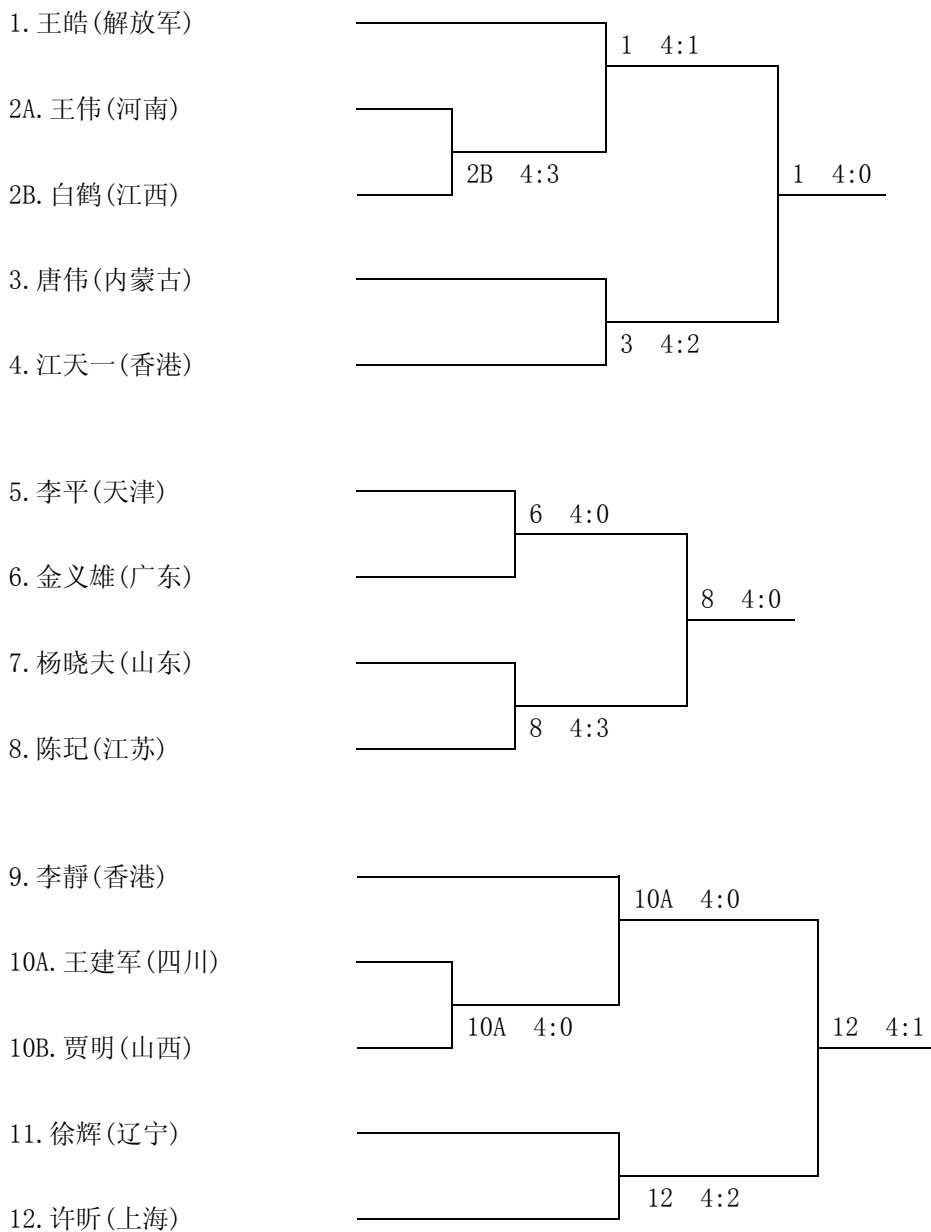 1.王皓(解放军)
1 4:1
2A.王伟(河南)
2B 4:3
2B.白鹤(江西)
1 4:0
3.唐伟(内蒙古)
3 4:2
4.江天一(香港)
5.李平(天津)
6 4:0
6.金义雄(广东)
8 4:0
7.杨晓夫(山东)
8 4:3
8.陈玘(江苏)
9.李靜(香港)
10A 4:0
10A.王建军(四川)
10A 4:0
10B.贾明(山西)
12 4:1
11.徐辉(辽宁)
12 4:2
12.许昕(上海)